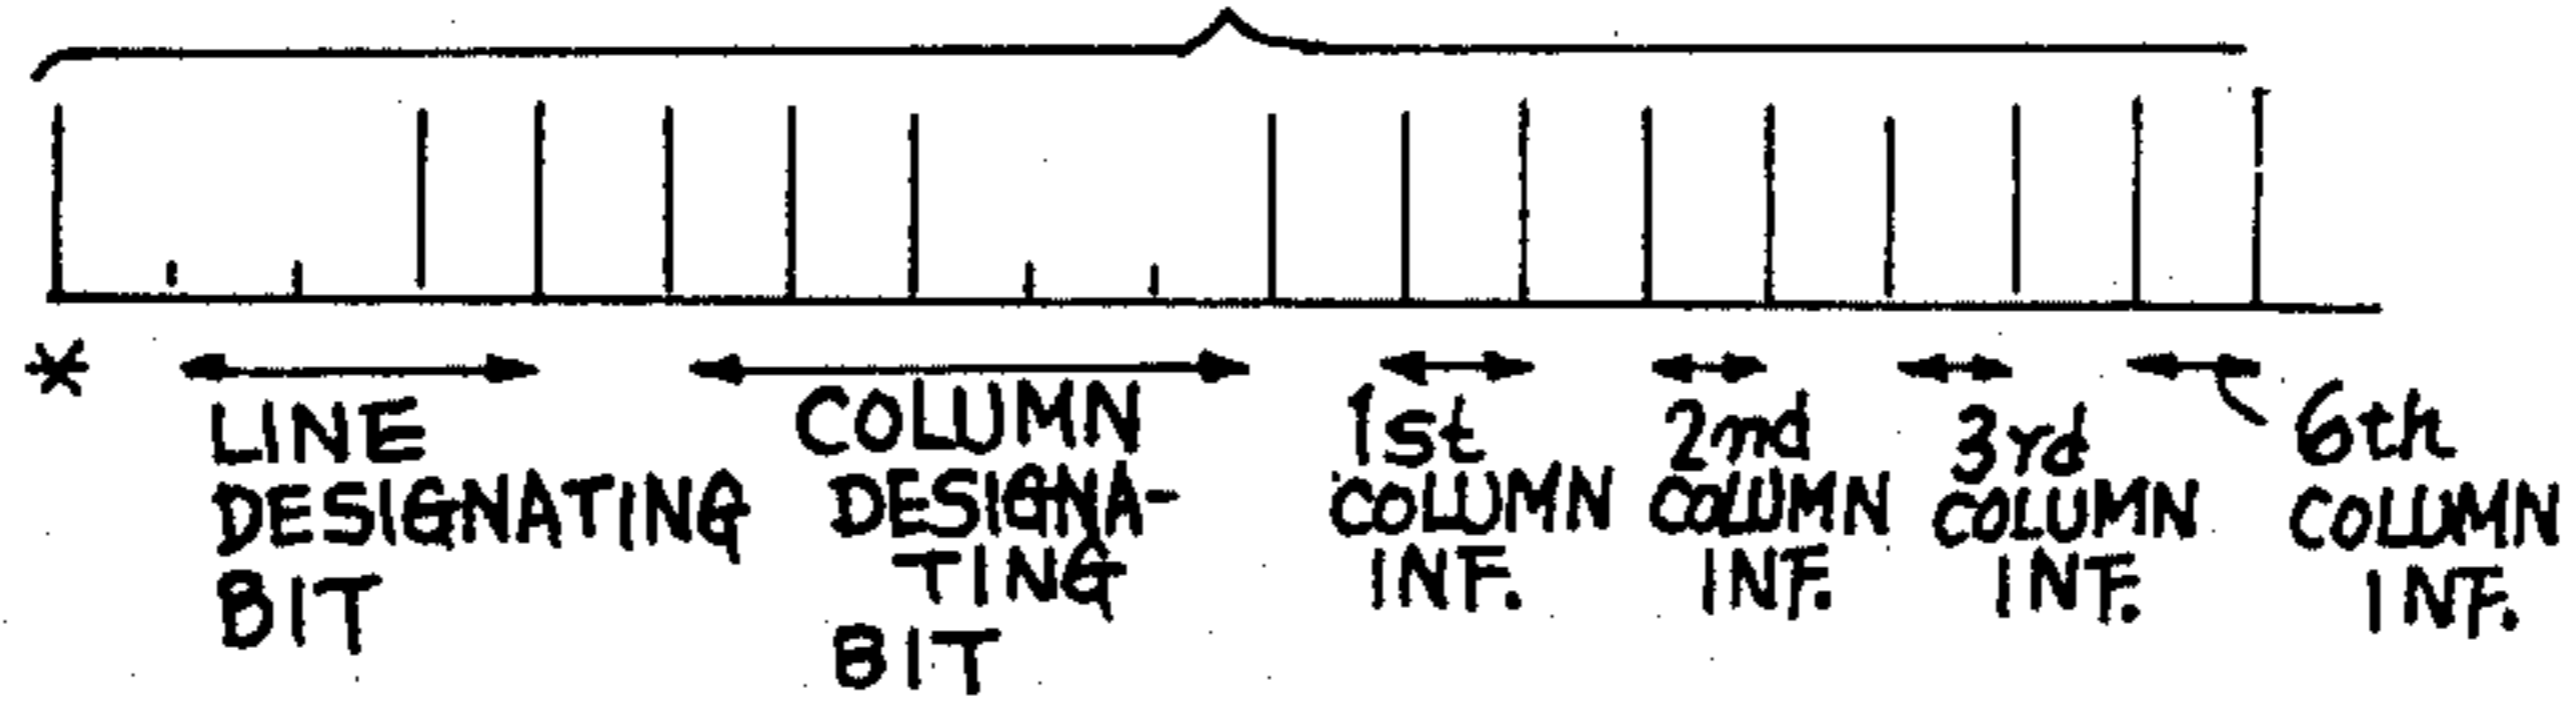 *
LINE
DESIGNATING
BIT
COLUMN
DESIGNA-
TING
BIT
1st
COLUMN
INF.
2nd
COLUMN
INF.
3rd
COLUMN
INF.
6th
COLUMN
INF.